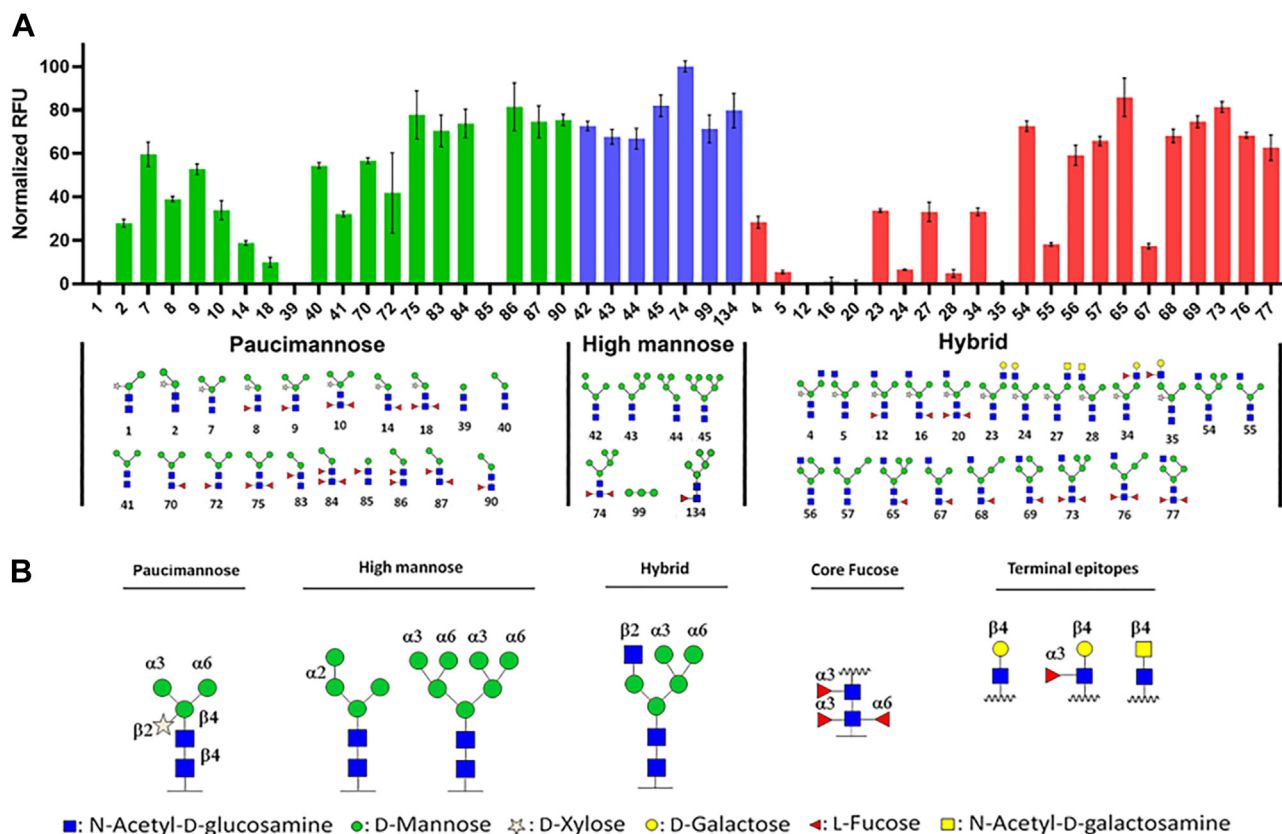 A
Normalized RFU
100
80
60
40
20
0
1 2 7 8 9 10 14 18 39 40 41 70 72 75 83 84 85 86 87 90 42 43 44 45 74 99 134 4 5 12 16 20 23 24 27 28 34 35 54 55 56 57 65 67 68 69 73 76 77
Paucimannose High mannose Hybrid
1 2 7 8 9 10 14 18 39 40
42 43 44 45
4 5 12 16 20 23 24 27 28 34 35 54 55
41 70 72 75 83 84 85 86 87 90
74 99 134
56 57 65 67 68 69 73 76 77
B
Paucimannose High mannose Hybrid Core Fucose Terminal epitopes
α3 α6
β2
β4
β4
α2
α3 α6 α3 α6
β2 α3 α6
α3
α3 α6
β4
α3
β4
β4
: N-Acetyl-D-glucosamine : D-Mannose : D-Xylose : D-Galactose : L-Fucose : N-Acetyl-D-galactosamine